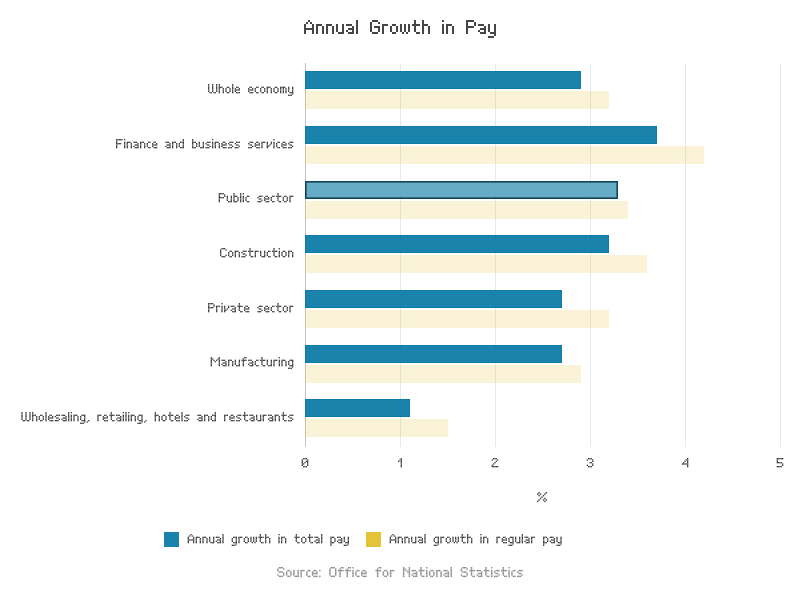 Annual Growth in Pay
Whole economy
Finance and business services
Public sector
Construction
Private sector
Manufacturing
Wholesaling, retailing, hotels and restaurants
0 1 2 3 4 5
%
Annual growth in total pay Annual growth in regular pay
Source: Office for National Statistics